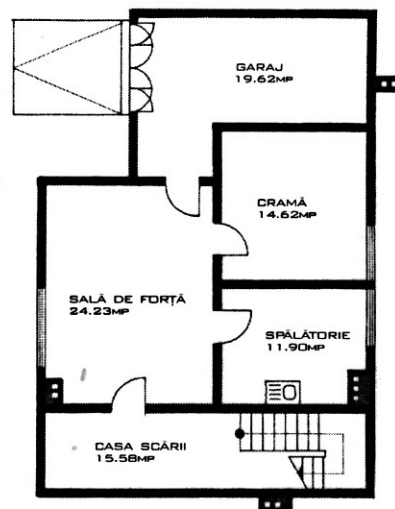 GARAJ
19.62MP
CRAMĂ
14.62MP
SALĂ DE FORȚĂ
24.23MP
SPĂLĂTORIE
11.90MP
CASA SCĂRII
15.58MP